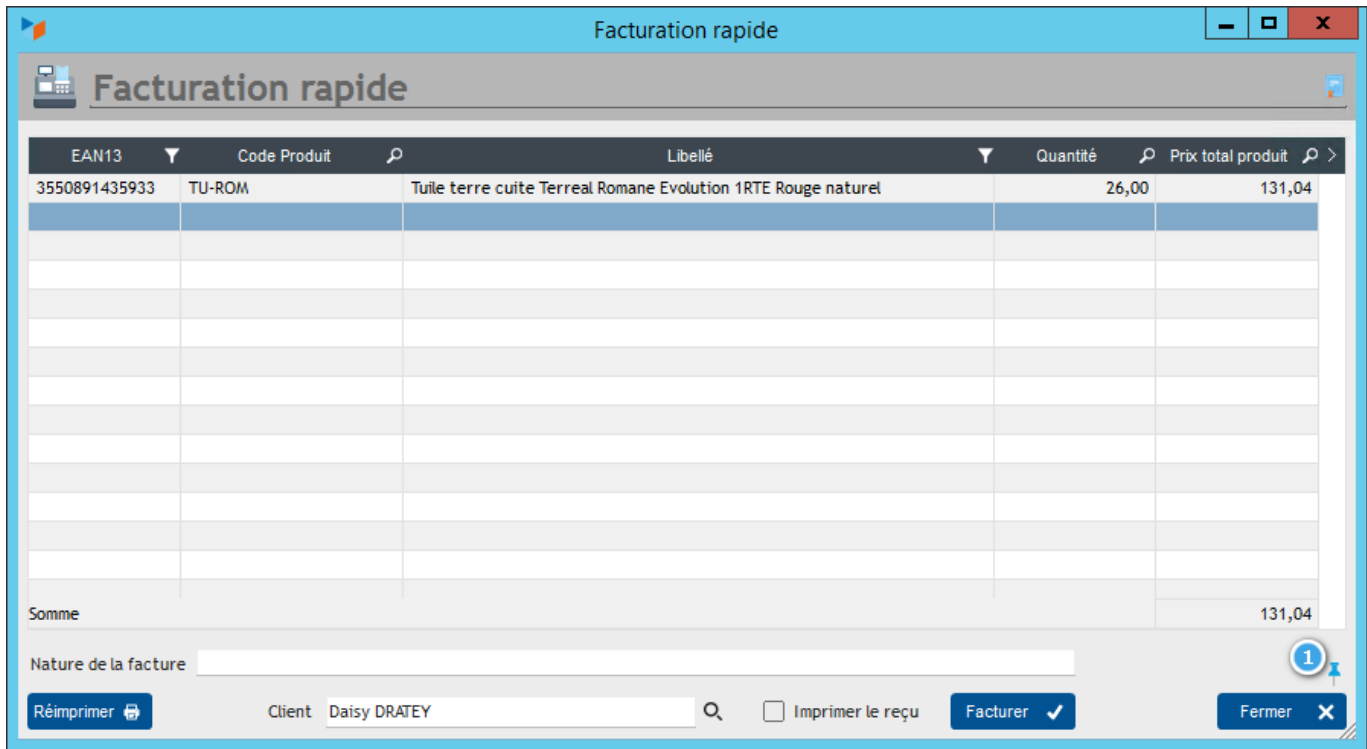 Facturation rapide
Facturation rapide
EAN13 Code Produit Libellé Quantité Prix total produit
3550891435933 TU-ROM Tuile terre cuite Terreal Romane Evolution 1RTE Rouge naturel 26,00 131,04
Somme 131,04
Nature de la facture 1
Réimprimer Client Daisy DRATEY Imprimer le reçu Facturer Fermer